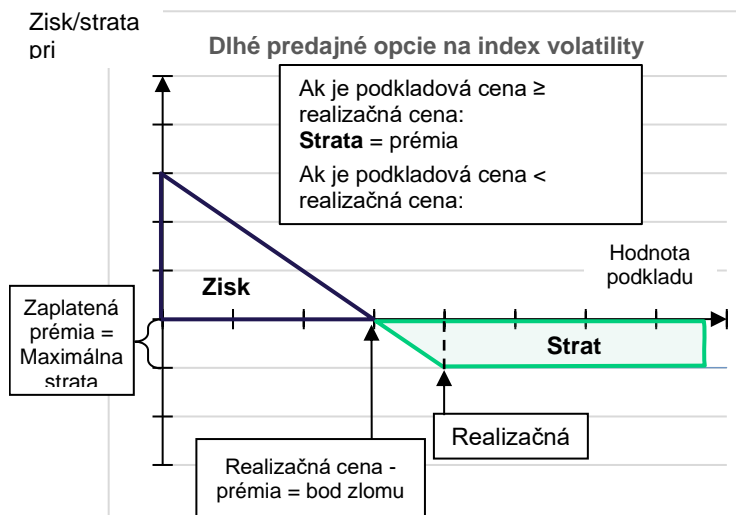 Zisk/strata
pri
Dlhé predajné opcie na index volatility
Ak je podkladová cena ≥
realizačná cena:
Strata = prémia
Ak je podkladová cena <
realizačná cena:
Hodnota
podkladu
Zisk
Zaplatená
prémia =
Maximálna
strata
Strat
Realizačná
Realizačná cena -
prémia = bod zlomu